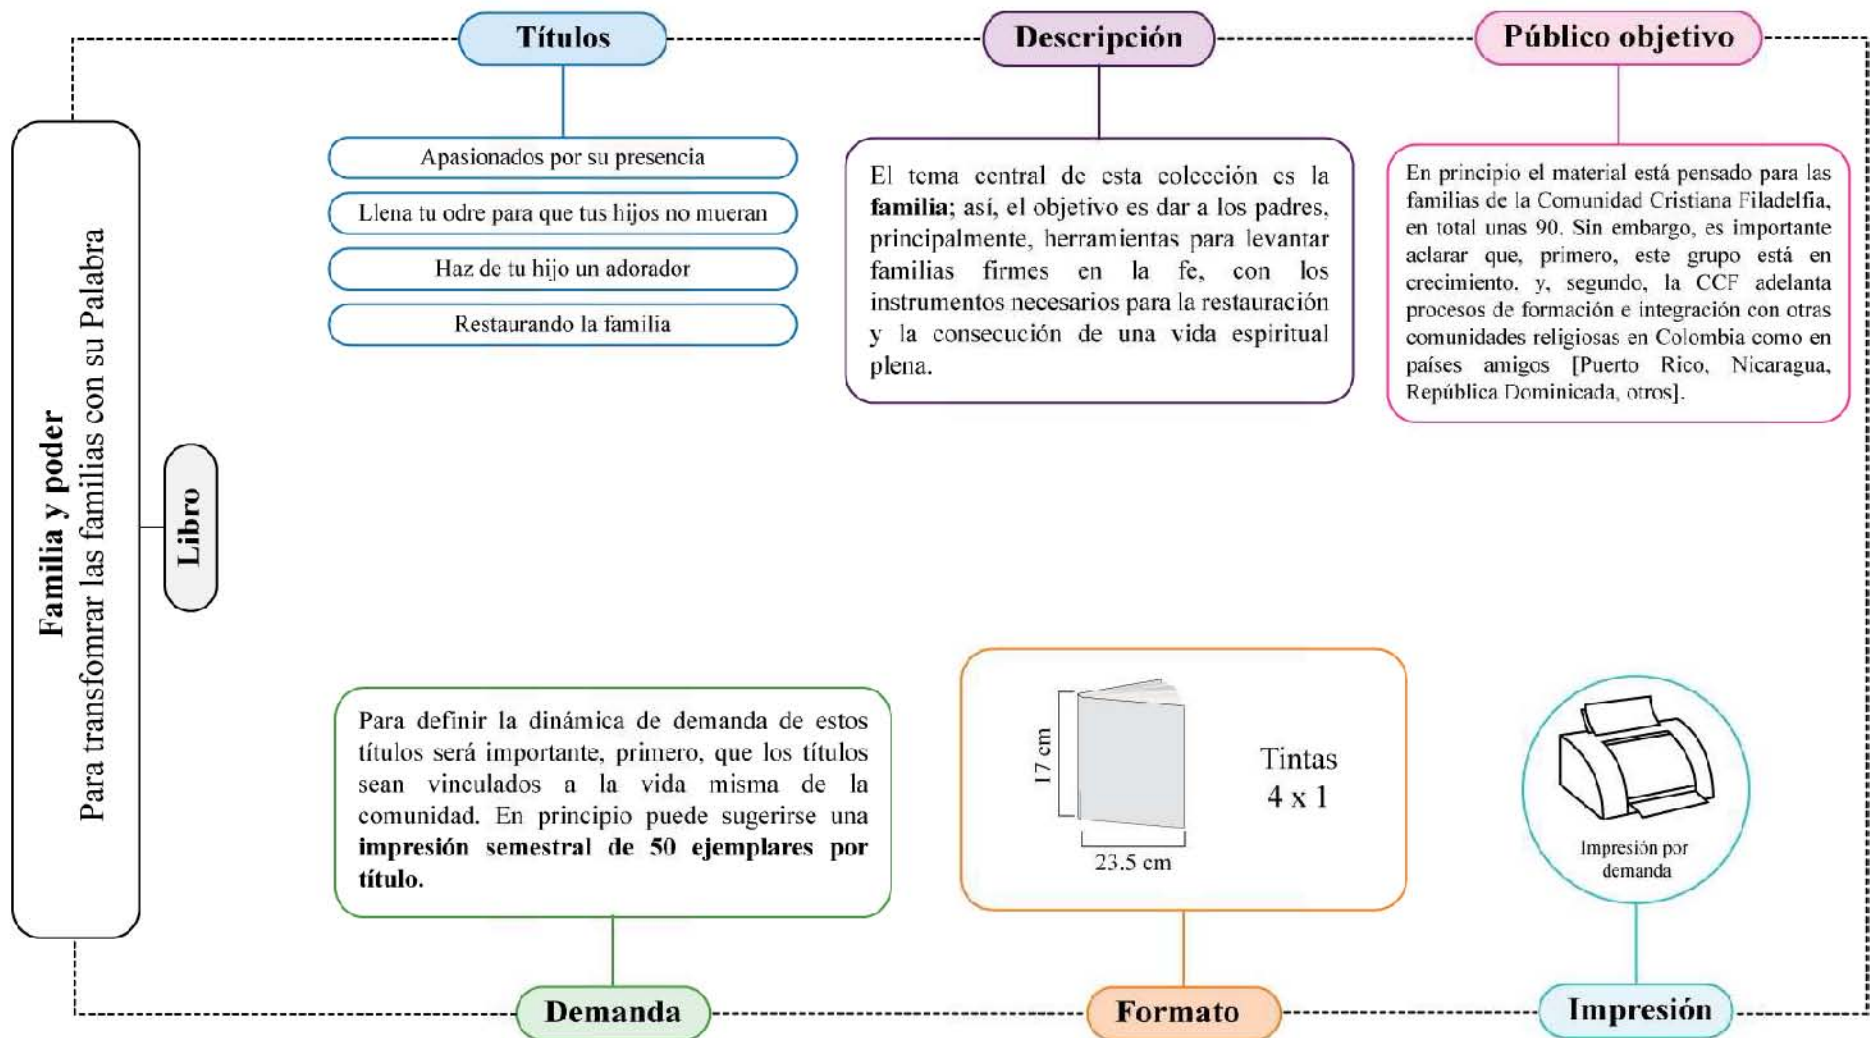 Familia y poder
Para transfomrar las familias con su Palabra
Libro
Títulos
Apasionados por su presencia
Llena tu odre para que tus hijos no mueran
Haz de tu hijo un adorador
Restaurando la familia
Descripción
El tema central de esta colección es la
familia; así, el objetivo es dar a los padres,
principalmente, herramientas para levantar
familias firmes en la fe, con los
instrumentos necesarios para la restauración
y la consecución de una vida espiritual
plena.
Público objetivo
En principio el material está pensado para las
familias de la Comunidad Cristiana Filadelfia,
en total unas 90. Sin embargo, es importante
aclarar que, primero, este grupo está en
crecimiento. y, segundo, la CCF adelanta
procesos de formación e integración con otras
comunidades religiosas en Colombia como en
países amigos [Puerto Rico, Nicaragua,
República Dominicada, otros].
Para definir la dinámica de demanda de estos
títulos será importante, primero, que los títulos
sean vinculados a la vida misma de la
comunidad. En principio puede sugerirse una
impresión semestral de 50 ejemplares por
título.
Demanda
17 cm
23.5 cm
Tintas
4 x 1
Formato
Impresión por
demanda
Impresión